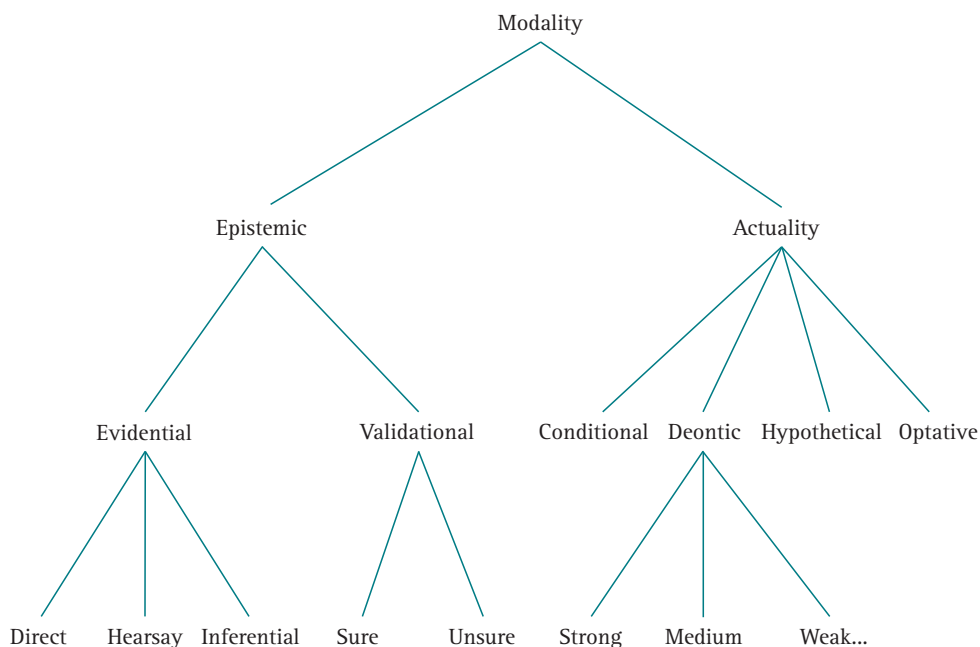 Modality
Epistemic Actuality
Evidential Validational Conditional Deontic Hypothetical Optative
Direct Hearsay Inferential Sure Unsure Strong Medium Weak...